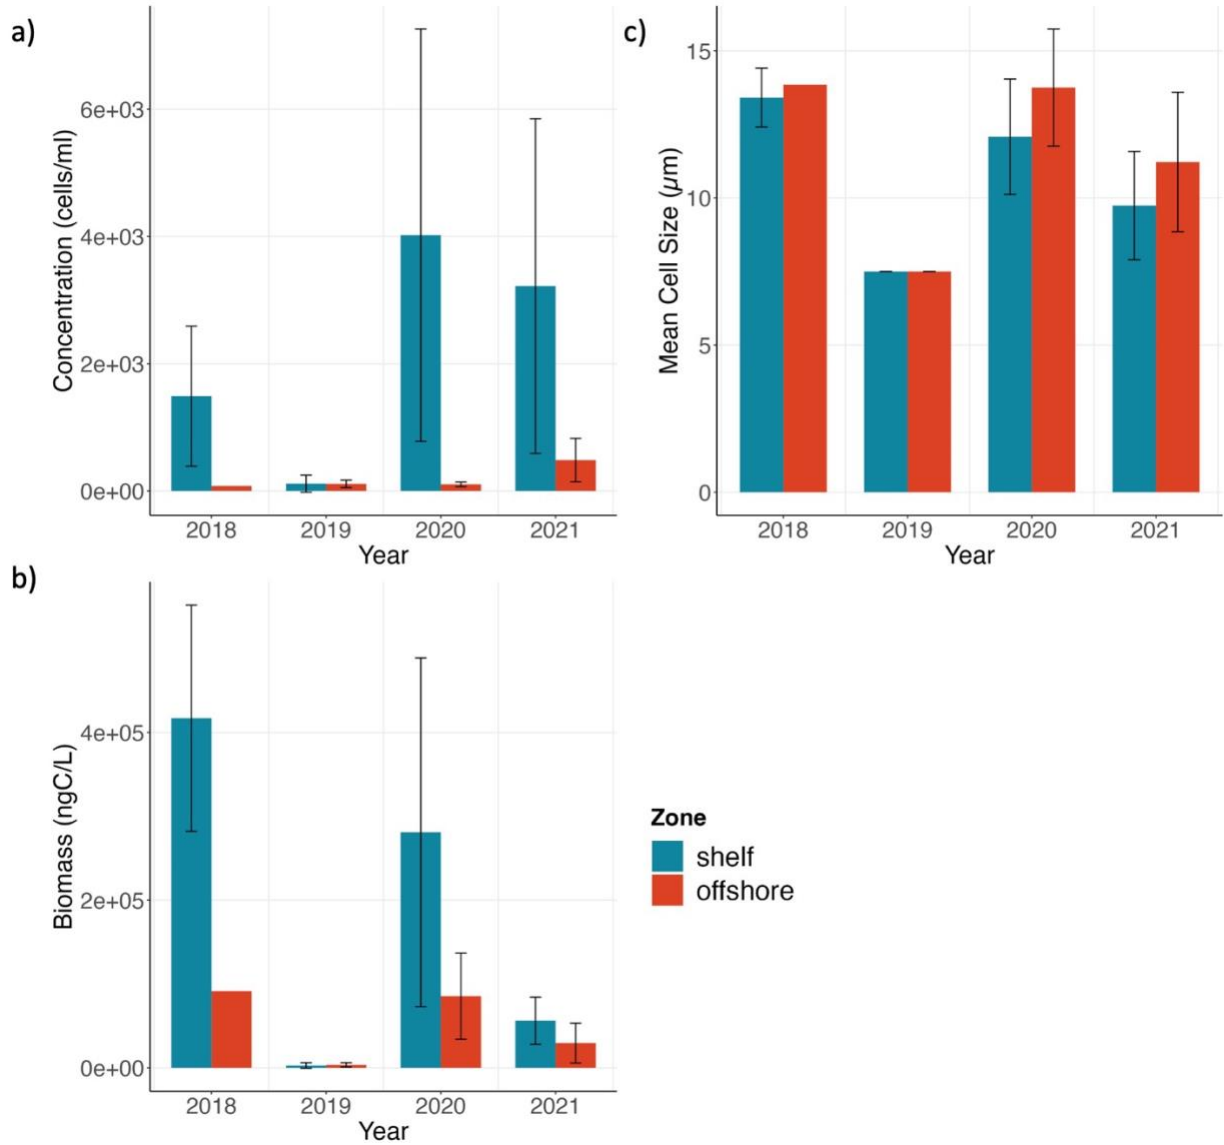 a)
Concentration (cells/ml)
6e+03
4e+03
2e+03
0e+00
2018 2019 2020 2021
Year
c)
Mean Cell Size (µm)
15
10
5
0
2018 2019 2020 2021
Year
b)
Biomass (ngC/L)
4e+05
2e+05
0e+00
2018 2019 2020 2021
Year
Zone
shelf
offshore